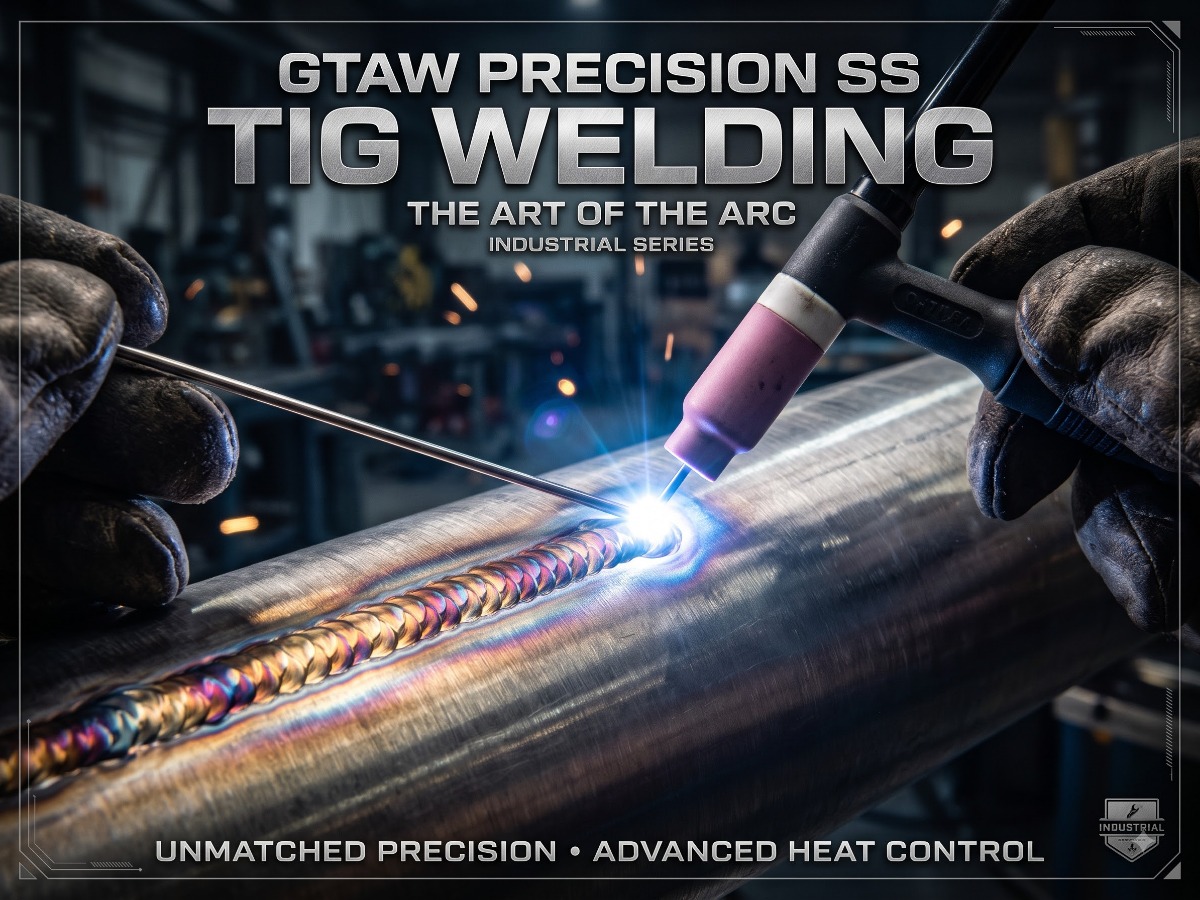 GTAW PRECISION SS
TIG WELDING
THE ART OF THE ARC
INDUSTRIAL SERIES
UNMATCHED PRECISION • ADVANCED HEAT CONTROL
INDUSTRIAL